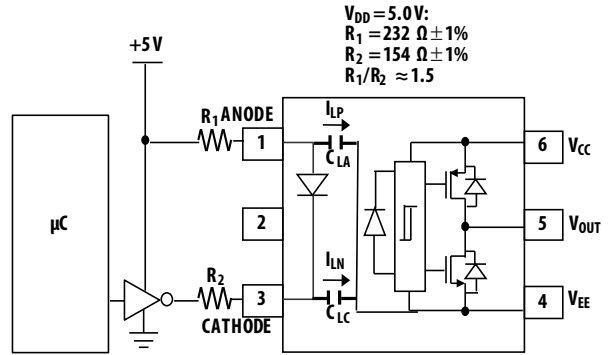 V_DD = 5.0 V:
R_1 = 232 Ω ± 1%
R_2 = 154 Ω ± 1%
R_1/R_2 ≈ 1.5
+5 V
R_1 ANODE
I_LP
1
C_LA
6 V_CC
μC
2
5 V_OUT
R_2
I_LN
3
C_LC
4 V_EE
CATHODE